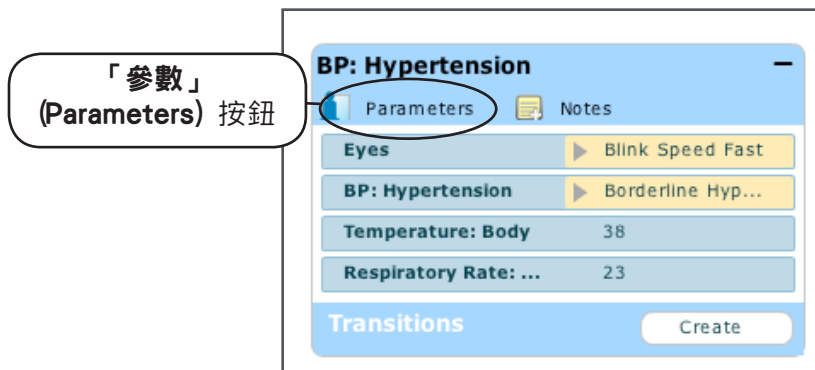 「參數」
(Parameters) 按鈕
BP: Hypertension
Parameters Notes
Eyes Blink Speed Fast
BP: Hypertension Borderline Hyp...
Temperature: Body 38
Respiratory Rate: ... 23
Transitions Create